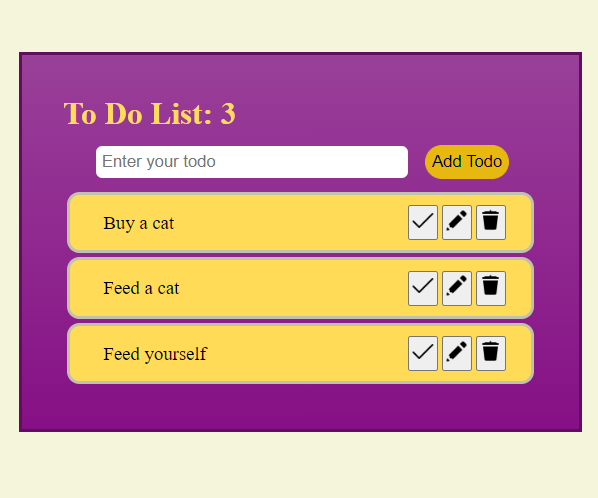 To Do List: 3
Enter your todo
Add Todo
Buy a cat
Feed a cat
Feed yourself